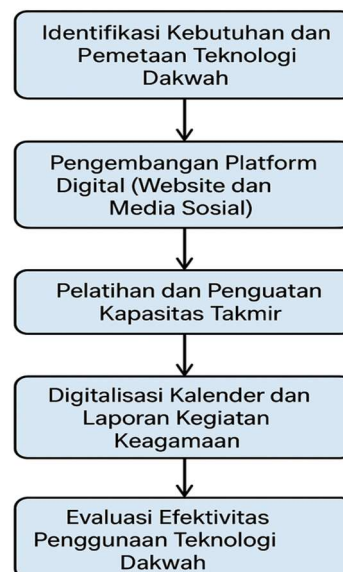 Identifikasi Kebutuhan dan
Pemetaan Teknologi
Dakwah
Pengembangan Platform
Digital (Website dan
Media Sosial)
Pelatihan dan Penguatan
Kapasitas Takmir
Digitalisasi Kalender dan
Laporan Kegiatan
Keagamaan
Evaluasi Efektivitas
Penggunaan Teknologi
Dakwah